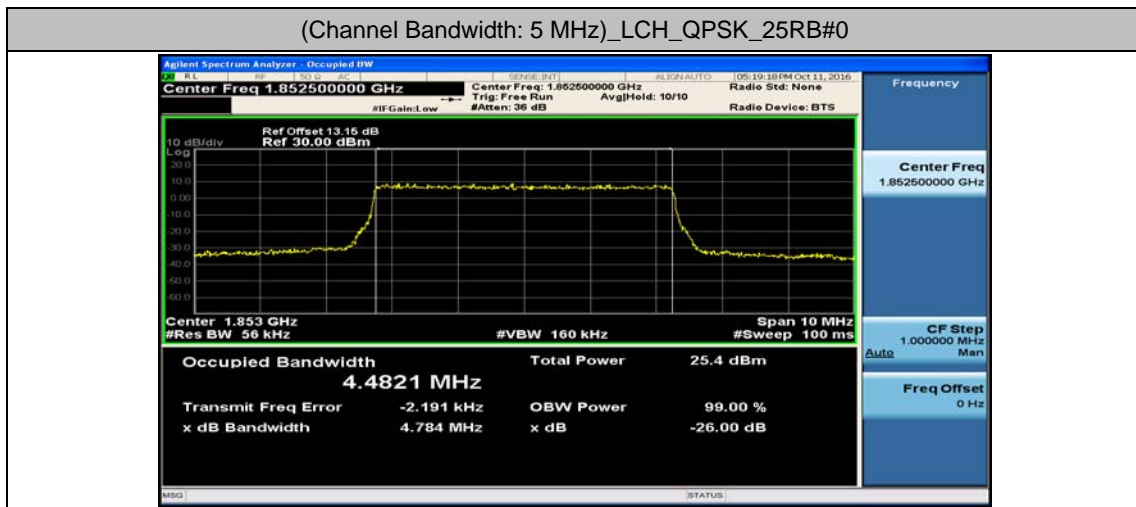 (Channel Bandwidth: 5 MHz)_LCH_QPSK_25RB#0
Agilent Spectrum Analyzer - Occupied BW
RL RF 50 Ω AC SENSE:INT ALIGNAUTO 05:19:18 PM Oct 11, 2016
Center Freq 1.852500000 GHz
Center Freq: 1.852500000 GHz Radio Std: None
Trig: Free Run Avg|Hold: 10/10
#IFGain:Low #Atten: 36 dB Radio Device: BTS
Frequency
Ref Offset 13.15 dB
10 dB/div Ref 30.00 dBm
Log
20.0
10.0
0.00
-10.0
-20.0
-30.0
-40.0
-50.0
-60.0
Center 1.853 GHz Span 10 MHz
#Res BW 56 kHz #VBW 160 kHz #Sweep 100 ms
Occupied Bandwidth Total Power 25.4 dBm
4.4821 MHz
Transmit Freq Error -2.191 kHz OBW Power 99.00 %
x dB Bandwidth 4.784 MHz x dB -26.00 dB
Center Freq
1.852500000 GHz
CF Step
1.000000 MHz
Auto Man
Freq Offset
0 Hz
MSG STATUS